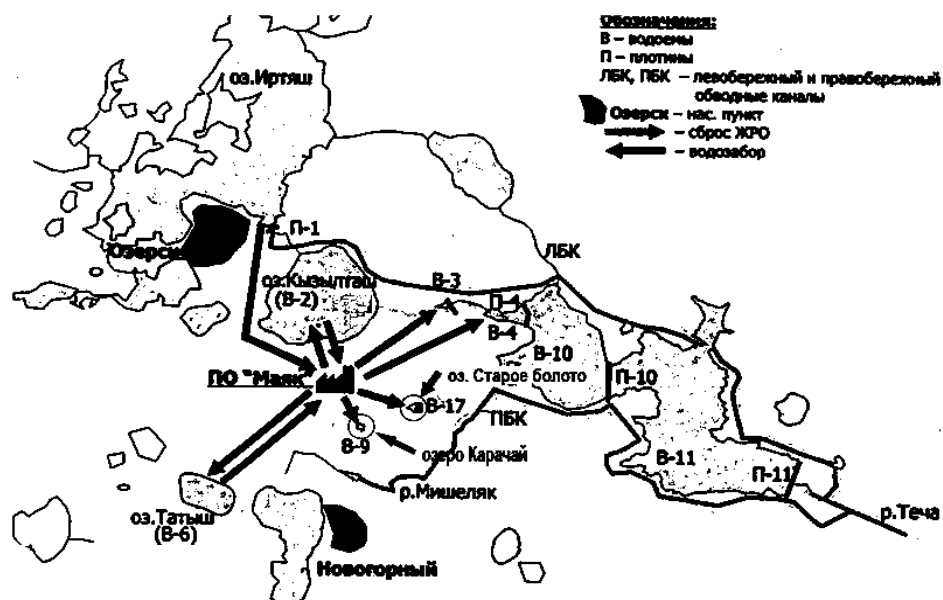 Обозначения:
В – водоемы
П – плотины
ЛБК, ПБК – левобережный и правобережный
обводные каналы
Озерск – нас. пункт
– сброс ЖРО
– водозабор
оз.Иртяш
Озерск
П-1
ЛБК
оз.Кызылташ
(В-2)
В-3
П-4
В-4
В-10
ПО "Маяк"
оз. Старое болото
П-10
В-17
ПБК
В-9
озеро Карачай
В-11
П-11
р.Мишеляк
р.Теча
оз.Татыш
(В-6)
Новогорный